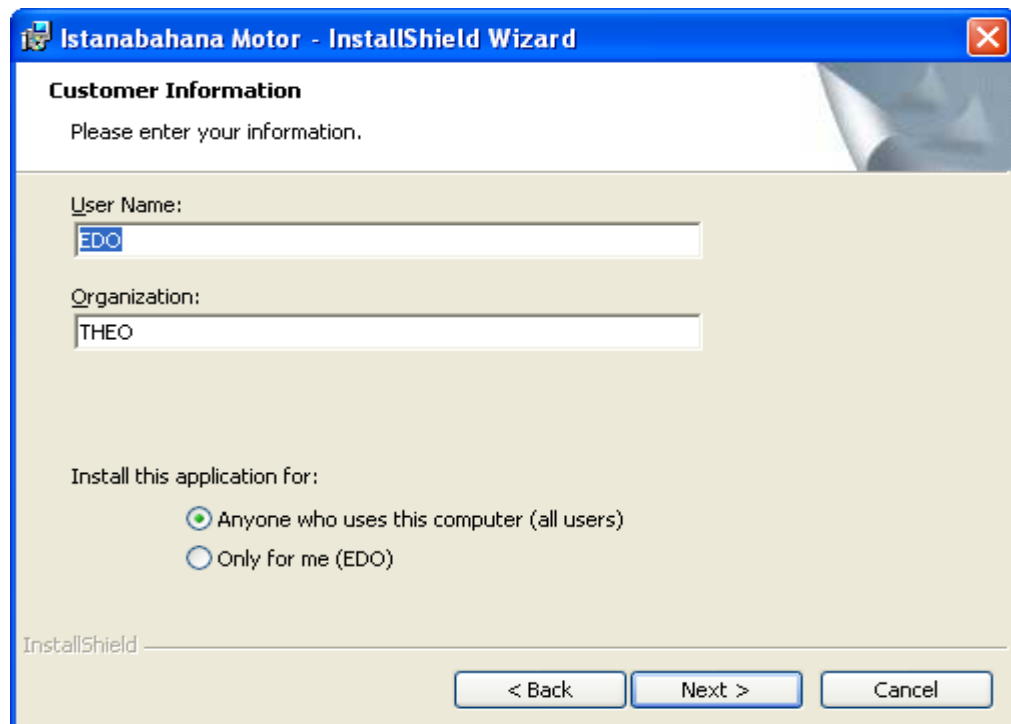 Istanabahana Motor - InstallShield Wizard
Customer Information
Please enter your information.
User Name:
EDO
Organization:
THEO
Install this application for:
Anyone who uses this computer (all users)
Only for me (EDO)
InstallShield
< Back
Next >
Cancel